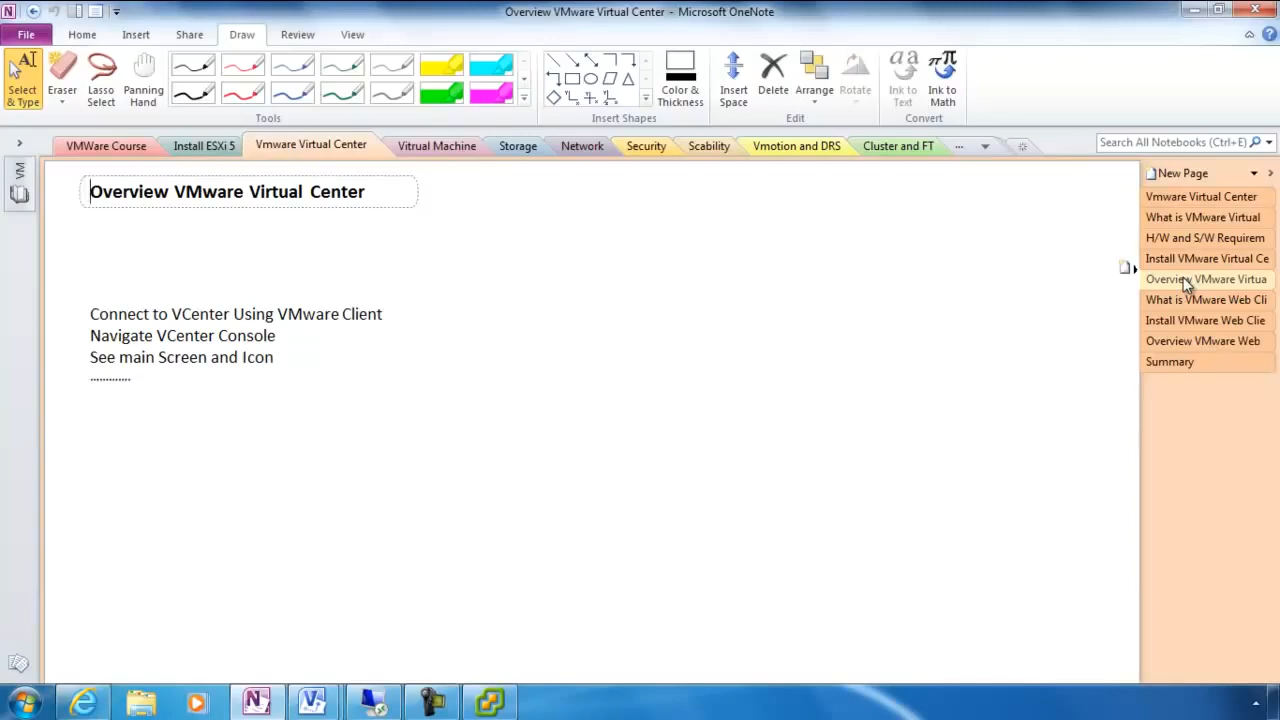 Overview VMware Virtual Center - Microsoft OneNote
File Home Insert Share Draw Review View
Select & Type
Eraser
Lasso Select
Panning Hand
Color & Thickness
Insert Space
Delete
Arrange
Rotate
Ink to Text
Ink to Math
Tools Insert Shapes Edit Convert
VMWare Course Install ESXi 5 Vmware Virtual Center Vitrual Machine Storage Network Security Scability Vmotion and DRS Cluster and FT ... Search All Notebooks (Ctrl+E)
VM
New Page
Overview VMware Virtual Center
Vmware Virtual Center
What is VMware Virtual
H/W and S/W Requirem
Install VMware Virtual Ce
Overview VMware Virtua
What is VMware Web Cli
Install VMware Web Clie
Overview VMware Web
Summary
Connect to VCenter Using VMware Client
Navigate VCenter Console
See main Screen and Icon
.............